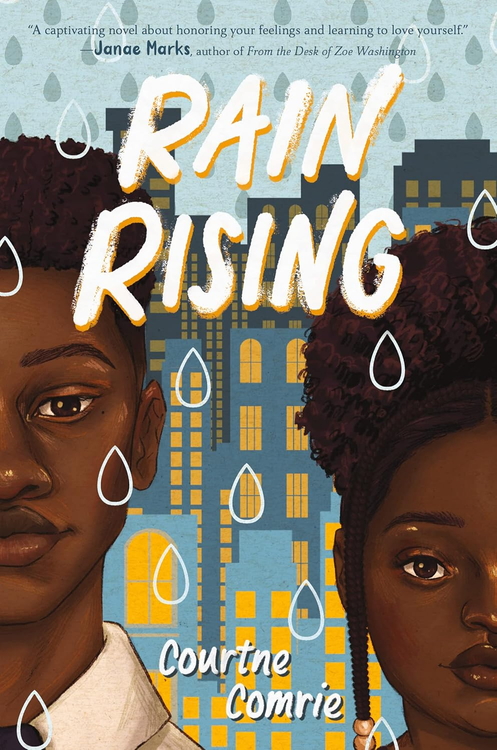 “A captivating novel about honoring your feelings and learning to love yourself.”
—Janae Marks, author of From the Desk of Zoe Washington
RAIN
RISING
Courtne
Comrie